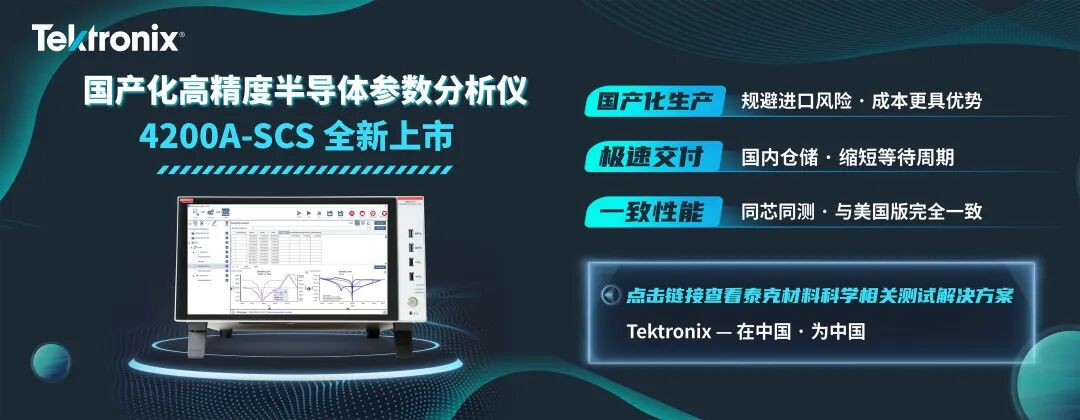 Tektronix®
国产化高精度半导体参数分析仪
4200A-SCS 全新上市
国产化生产 规避进口风险 · 成本更具优势
极速交付 国内仓储 · 缩短等待周期
一致性能 同芯同测 · 与美国版完全一致
点击链接查看泰克材料科学相关测试解决方案
Tektronix — 在中国 · 为中国